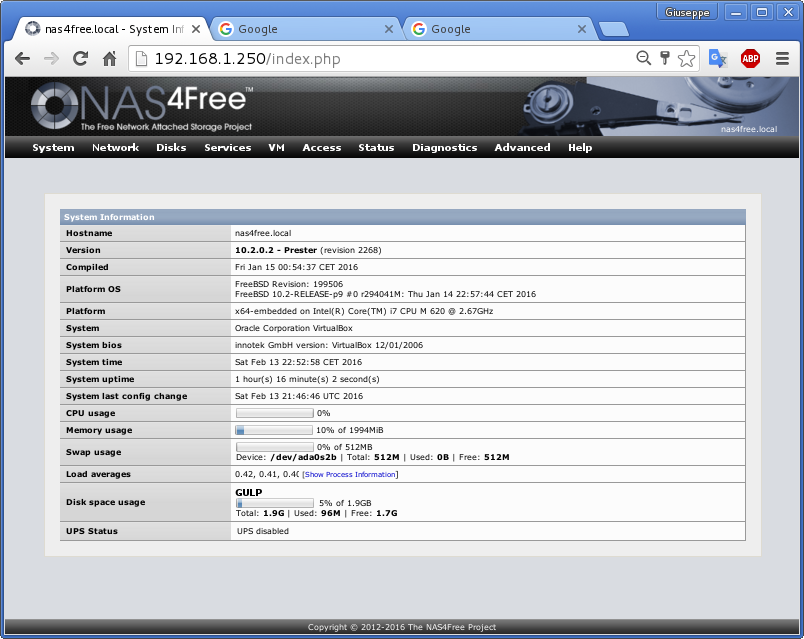 Giuseppe
nas4free.local - System Inf
Google
Google
192.168.1.250/index.php
ABP
NAS4Free™
The Free Network Attached Storage Project
nas4free.local
System Network Disks Services VM Access Status Diagnostics Advanced Help
System Information
Hostname nas4free.local
Version 10.2.0.2 - Prester (revision 2268)
Compiled Fri Jan 15 00:54:37 CET 2016
Platform OS FreeBSD Revision: 199506
FreeBSD 10.2-RELEASE-p9 #0 r294041M: Thu Jan 14 22:57:44 CET 2016
Platform x64-embedded on Intel(R) Core(TM) i7 CPU M 620 @ 2.67GHz
System Oracle Corporation VirtualBox
System bios innotek GmbH version: VirtualBox 12/01/2006
System time Sat Feb 13 22:52:58 CET 2016
System uptime 1 hour(s) 16 minute(s) 2 second(s)
System last config change Sat Feb 13 21:46:46 UTC 2016
CPU usage 0%
Memory usage 10% of 1994MiB
Swap usage 0% of 512MB
Device: /dev/ada0s2b | Total: 512M | Used: 0B | Free: 512M
Load averages 0.42, 0.41, 0.40 [Show Process Information]
Disk space usage GULP
5% of 1.9GB
Total: 1.9G | Used: 96M | Free: 1.7G
UPS Status UPS disabled
Copyright © 2012-2016 The NAS4Free Project